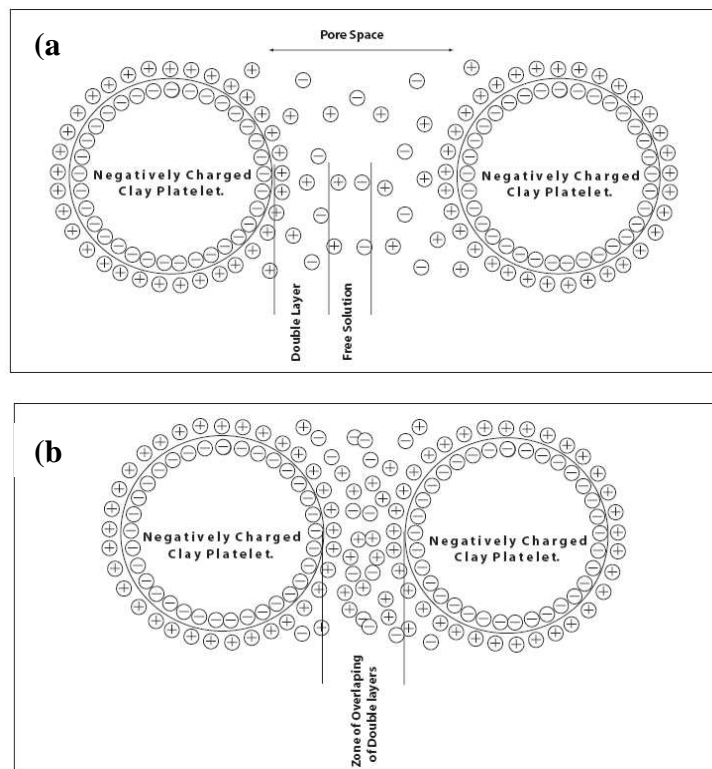 (a
Pore Space
Negatively Charged
Clay Platelet.
Negatively Charged
Clay Platelet.
Double Layer
Free Solution
(b)
Negatively Charged
Clay Platelet.
Negatively Charged
Clay Platelet.
Zone of Overlaping
of Double layers